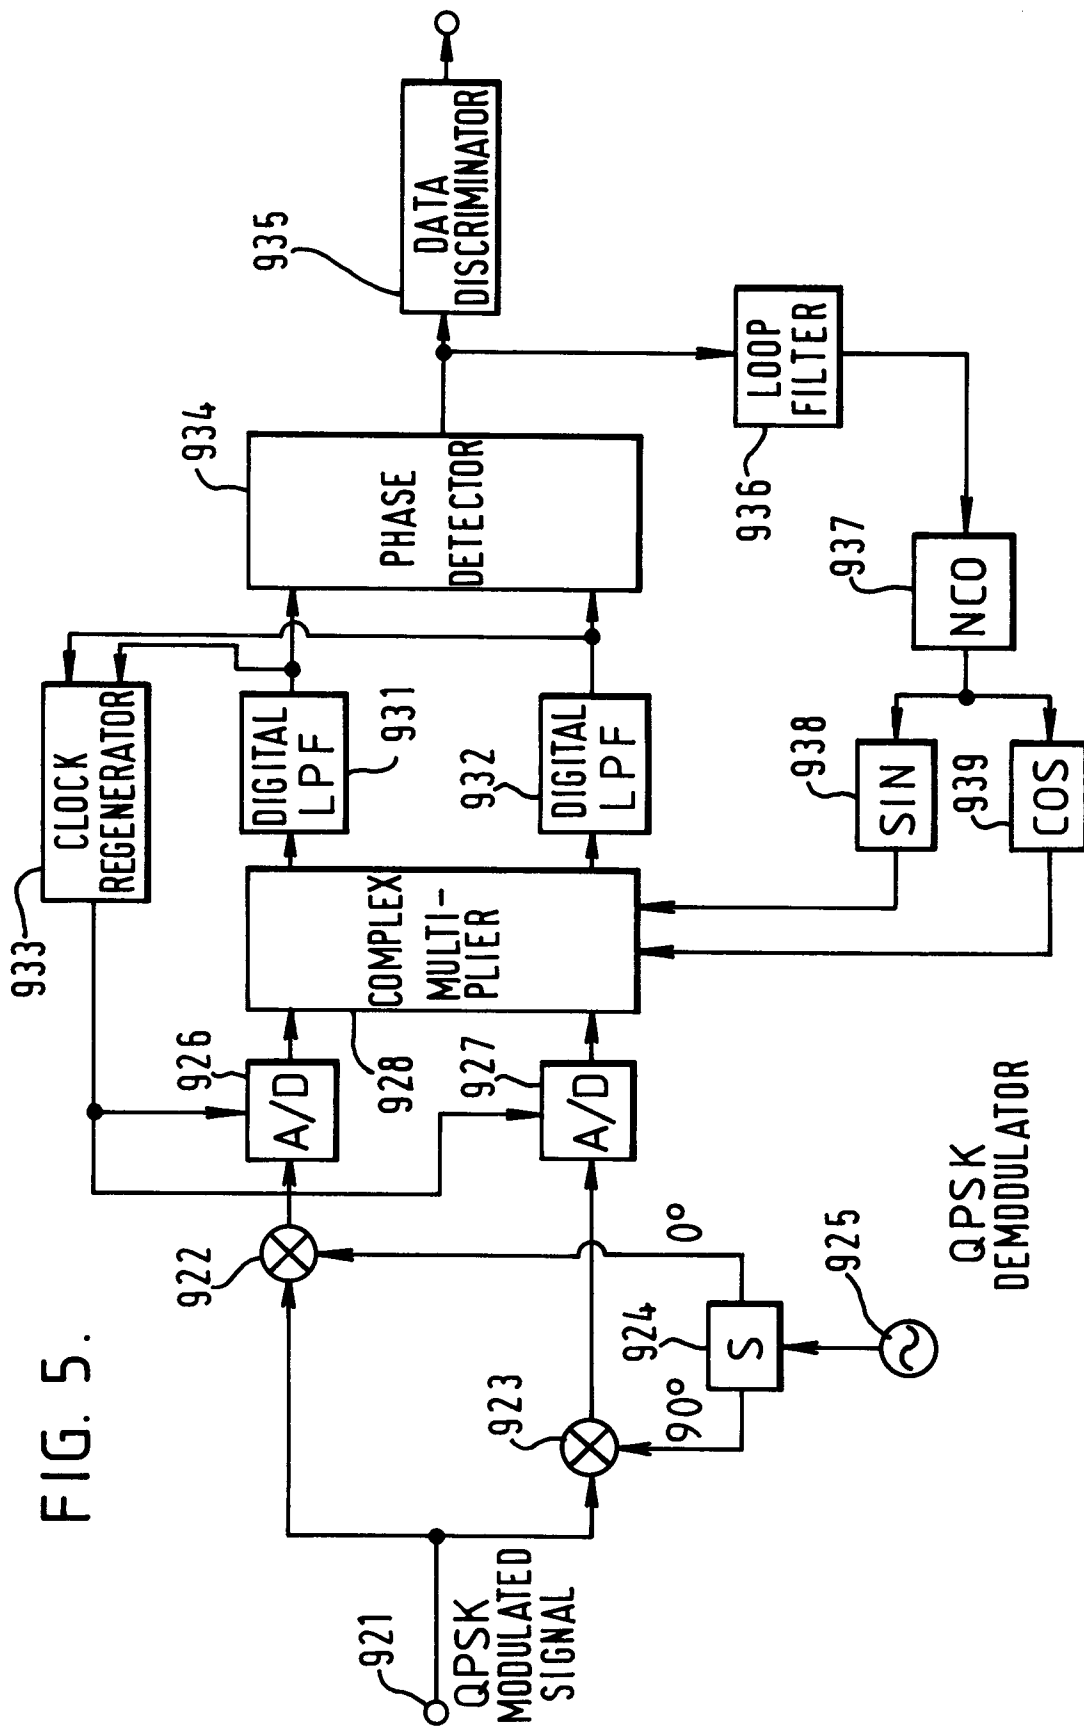 FIG. 5.
933
CLOCK
REGENERATOR
934
935
922
926
A/D
DIGITAL
LPF
931
PHASE
DETECTOR
DATA
DISCRIMINATOR
921
QPSK
MODULATED
SIGNAL
923
928
COMPLEX
MULTI-
PLIER
927
A/D
932
DIGITAL
LPF
90°
0°
924
S
925
936
LOOP
FILTER
937
NCO
938
SIN
939
COS
QPSK
DEMODULATOR